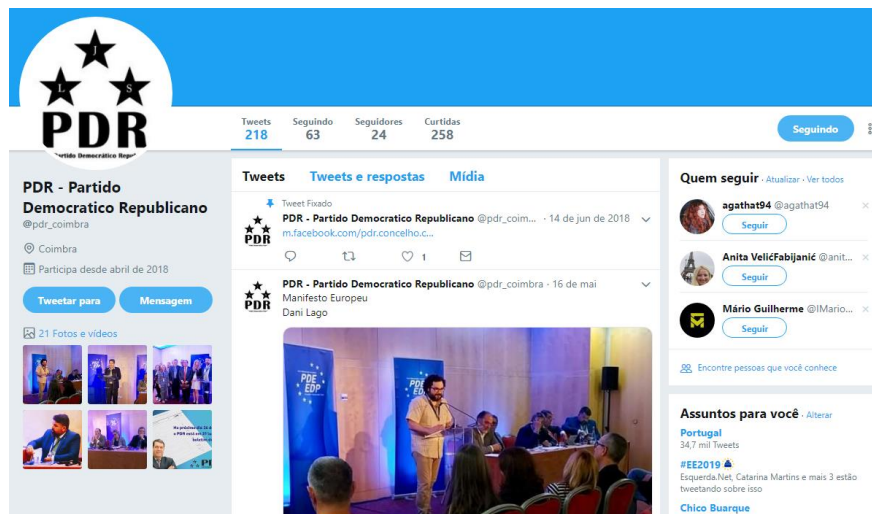 J
L S
PDR
Partido Democrático Repu
Tweets Seguindo Seguidores Curtidas
218 63 24 258
Seguindo
PDR - Partido
Democratico Republicano
@pdr_coimbra
Coimbra
Participa desde abril de 2018
Tweetar para Mensagem
21 Fotos e vídeos
Tweets Tweets e respostas Mídia
Tweet Fixado
PDR - Partido Democratico Republicano @pdr_coim... · 14 de jun de 2018
m.facebook.com/pdr.concelho.c...
PDR
1
PDR - Partido Democratico Republicano @pdr_coimbra · 16 de mai
Manifesto Europeu
PDR
Dani Lago
PDE
EDP
PDE
EDP
Quem seguir · Atualizar · Ver todos
agathat94 @agathat94
Seguir
Anita VelićFabijanić @anit...
Seguir
Mário Guilherme @IMario...
Seguir
Encontre pessoas que você conhece
Assuntos para você · Alterar
Portugal
34,7 mil Tweets
#EE2019
Esquerda.Net, Catarina Martins e mais 3 estão
tweetando sobre isso
Chico Buarque